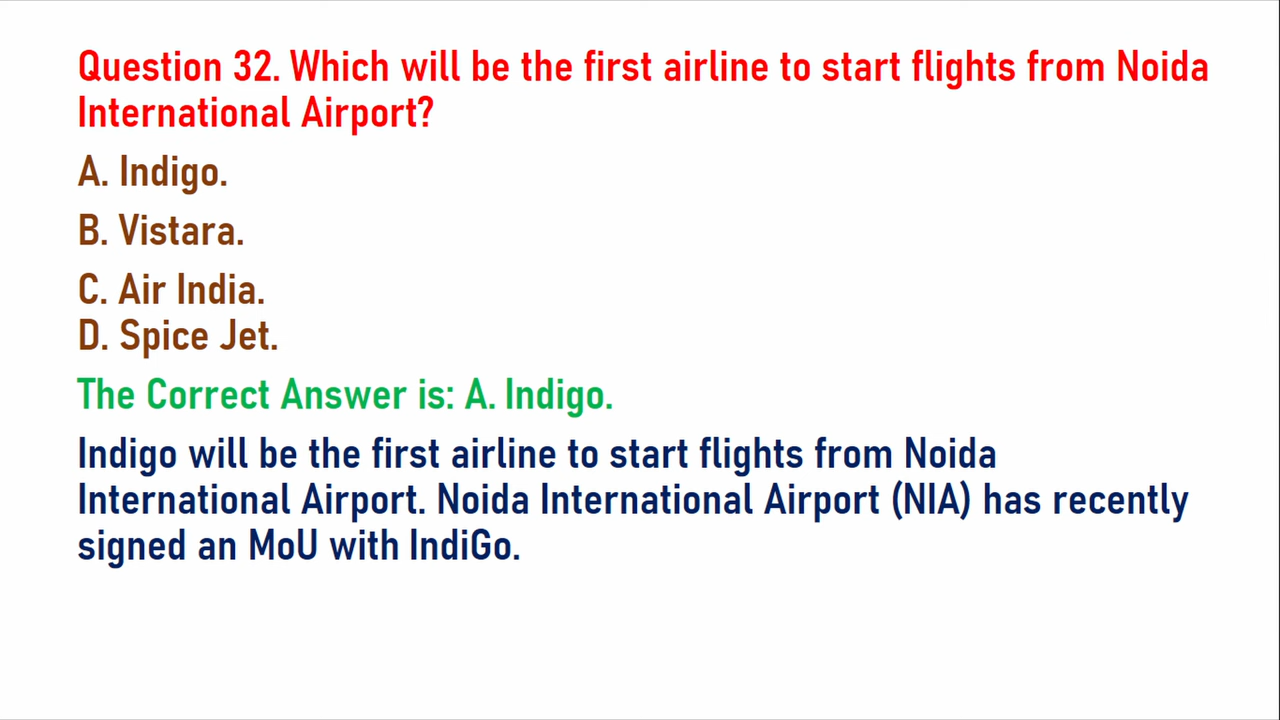 Question 32. Which will be the first airline to start flights from Noida
International Airport?
A. Indigo.
B. Vistara.
C. Air India.
D. Spice Jet.
The Correct Answer is: A. Indigo.
Indigo will be the first airline to start flights from Noida
International Airport. Noida International Airport (NIA) has recently
signed an MoU with IndiGo.